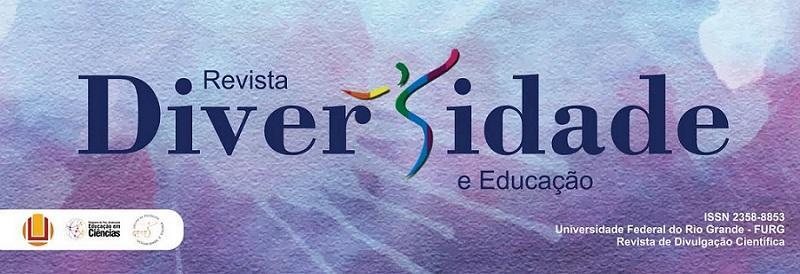 Revista
Diversidade
e Educação
ISSN 2358-8853
Universidade Federal do Rio Grande - FURG
Revista de Divulgação Científica
Educação em
Ciências